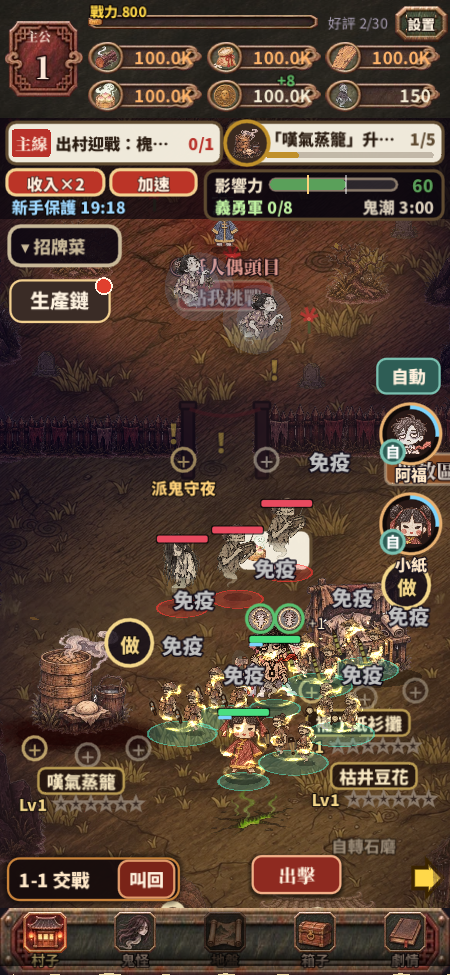 戰力 800
好評 2/30
設置
主公
1
100.0K
100.0K
100.0K
+8
100.0K
100.0K
150
主線 出村迎戰：槐⋯ 0/1
「嘆氣蒸籠」升⋯ 1/5
收入×2
加速
影響力 60
新手保護 19:18
義勇軍 0/8
鬼潮 3:00
▼招牌菜
人偶頭目
點我挑戰
生產鏈
自動
自
阿福
免疫
派鬼守夜
自
小紙
免疫
做
免疫
免疫
免疫
+1
做
免疫
免疫
免疫
紙衫攤
嘆氣蒸籠
枯井豆花
Lv1
Lv1
自轉石磨
1-1 交戰
叫回
出擊
村子
鬼怪
地盤
箱子
劇情